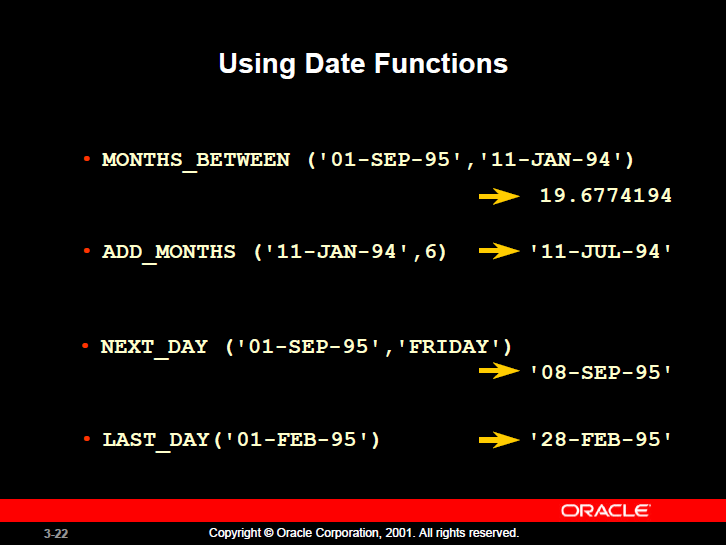 Using Date Functions
• MONTHS_BETWEEN ('01-SEP-95','11-JAN-94')
19.6774194
• ADD_MONTHS ('11-JAN-94',6) '11-JUL-94'
• NEXT_DAY ('01-SEP-95','FRIDAY')
'08-SEP-95'
• LAST_DAY('01-FEB-95') '28-FEB-95'
ORACLE®
3-22 Copyright © Oracle Corporation, 2001. All rights reserved.